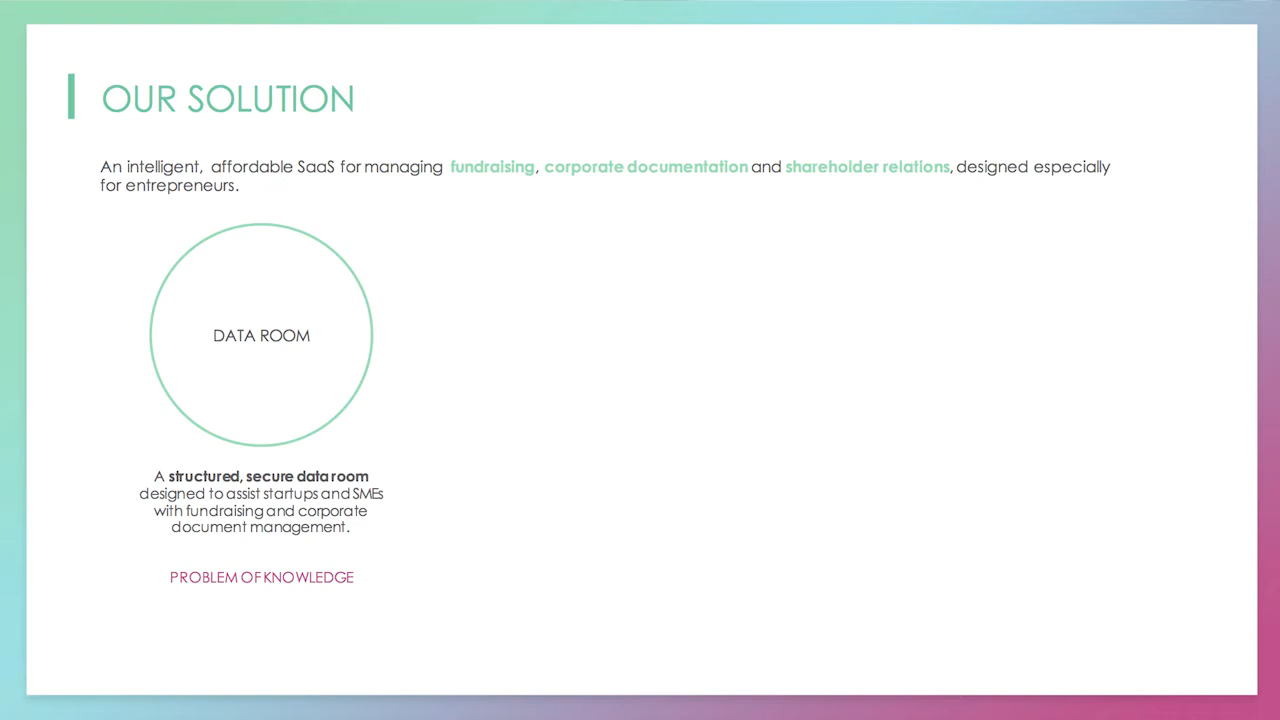 OUR SOLUTION
An intelligent, affordable SaaS for managing fundraising, corporate documentation and shareholder relations, designed especially
for entrepreneurs.
DATA ROOM
A structured, secure data room
designed to assist startups and SMEs
with fundraising and corporate
document management.
PROBLEM OF KNOWLEDGE